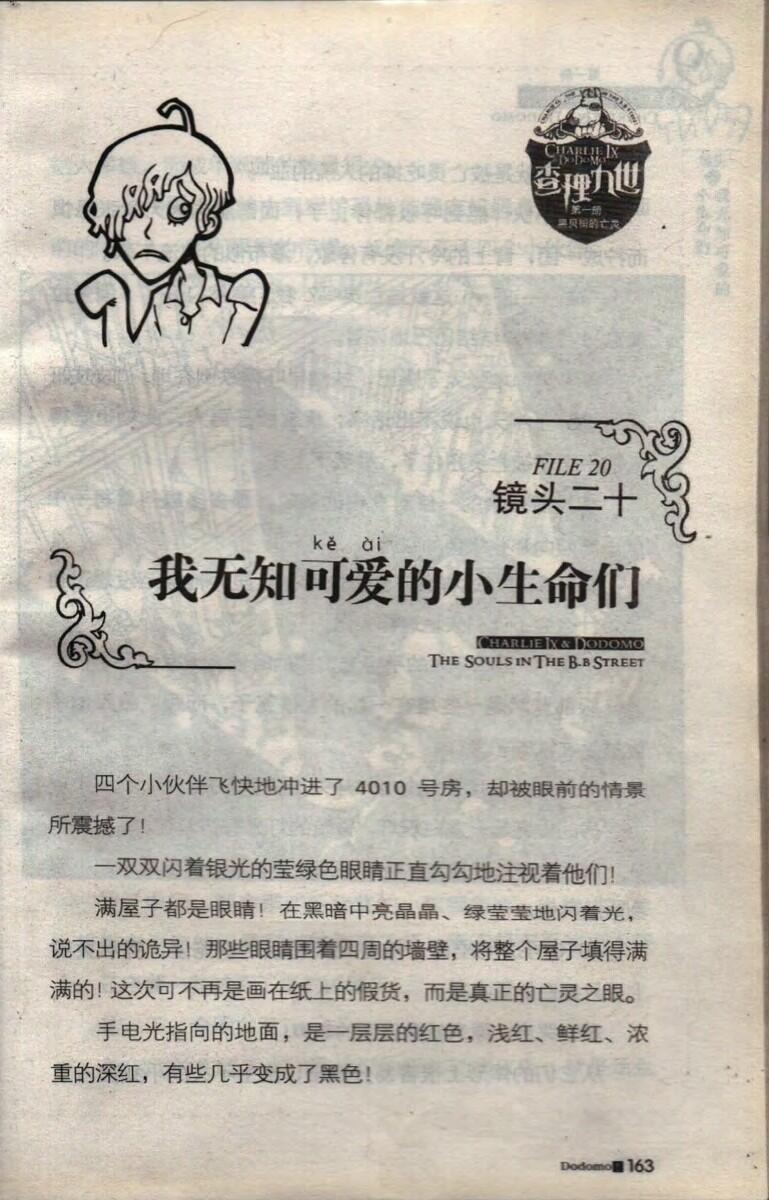 CHARLIE IX
& DODOMO
查理九世
第一册
黑贝街的亡灵
FILE 20
镜头二十
kě ài
我无知可爱的小生命们
CHARLIE IX & DODOMO
THE SOULS IN THE B.B STREET
四个小伙伴飞快地冲进了 4010 号房，却被眼前的情景
所震撼了！
一双双闪着银光的莹绿色眼睛正直勾勾地注视着他们！
满屋子都是眼睛！在黑暗中亮晶晶、绿莹莹地闪着光，
说不出的诡异！那些眼睛围着四周的墙壁，将整个屋子填得满
满的！这次可不再是画在纸上的假货，而是真正的亡灵之眼。
手电光指向的地面，是一层层的红色，浅红、鲜红、浓
重的深红，有些几乎变成了黑色！
Dodomo 163